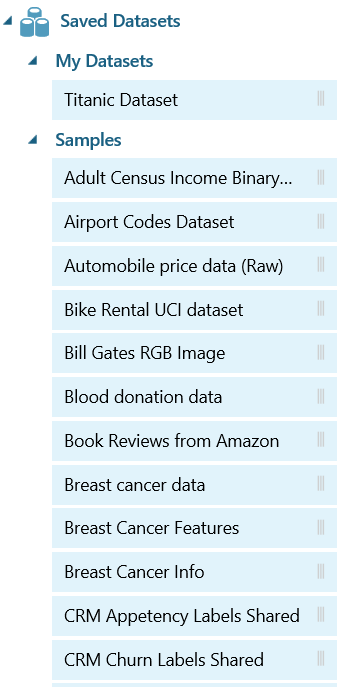 Saved Datasets
My Datasets
Titanic Dataset
Samples
Adult Census Income Binary...
Airport Codes Dataset
Automobile price data (Raw)
Bike Rental UCI dataset
Bill Gates RGB Image
Blood donation data
Book Reviews from Amazon
Breast cancer data
Breast Cancer Features
Breast Cancer Info
CRM Appetency Labels Shared
CRM Churn Labels Shared